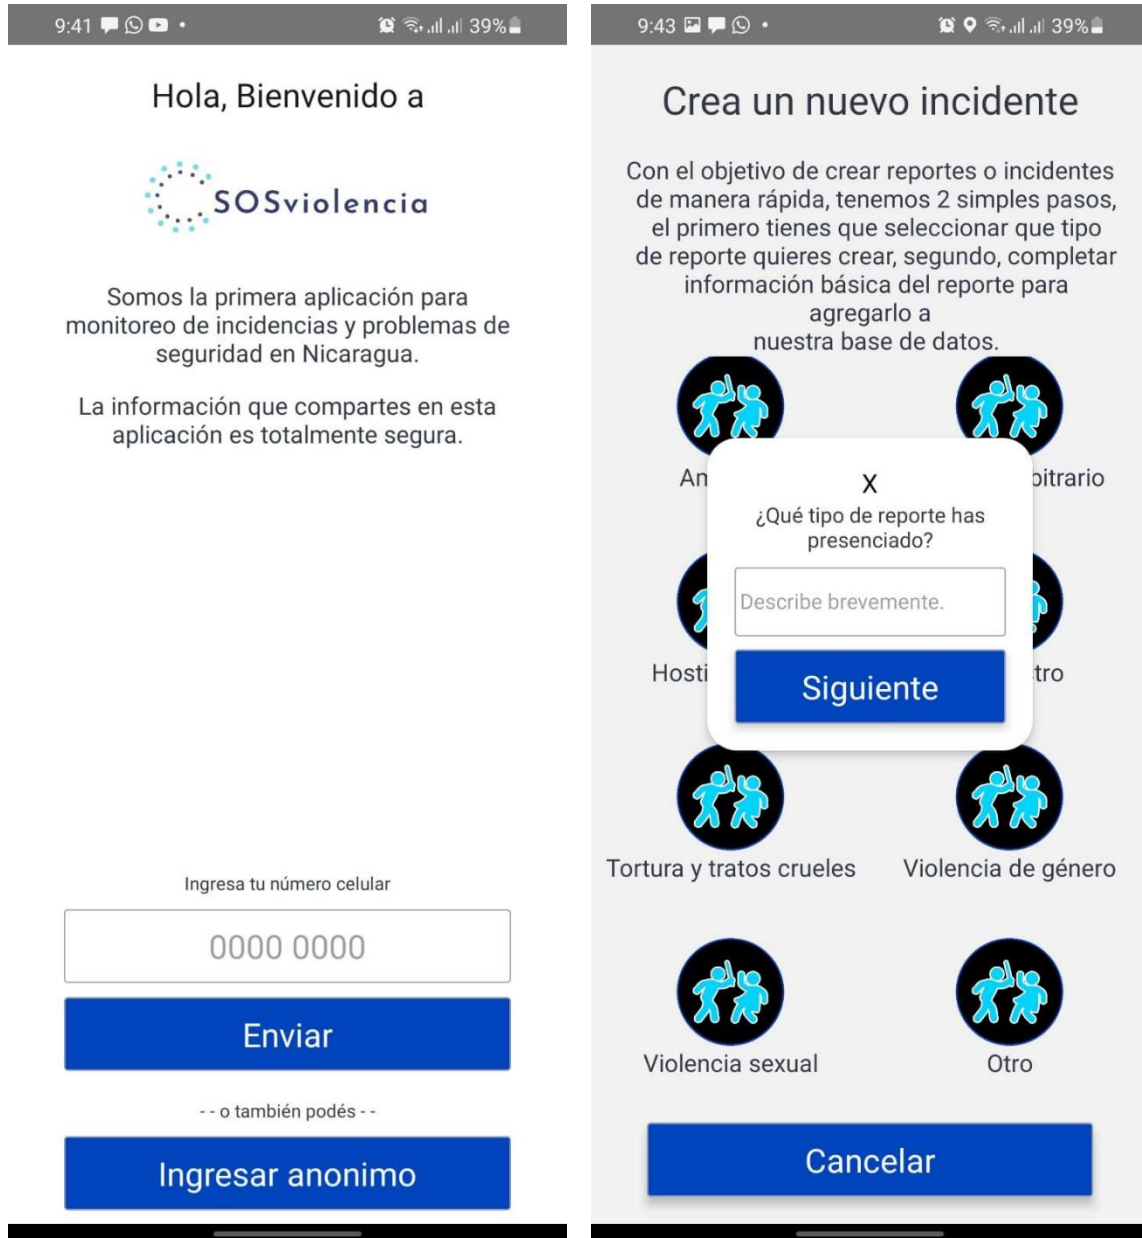 9:41
39%
Hola, Bienvenido a
SOSviolencia
Somos la primera aplicación para
monitoreo de incidencias y problemas de
seguridad en Nicaragua.
La información que compartes en esta
aplicación es totalmente segura.
Ingresa tu número celular
0000 0000
Enviar
- - o también podés - -
Ingresar anonimo
9:43
39%
Crea un nuevo incidente
Con el objetivo de crear reportes o incidentes
de manera rápida, tenemos 2 simples pasos,
el primero tienes que seleccionar que tipo
de reporte quieres crear, segundo, completar
información básica del reporte para
agregarlo a
nuestra base de datos.
X
¿Qué tipo de reporte has
presenciado?
Describe brevemente.
Siguiente
Tortura y tratos crueles
Violencia de género
Violencia sexual
Otro
Cancelar